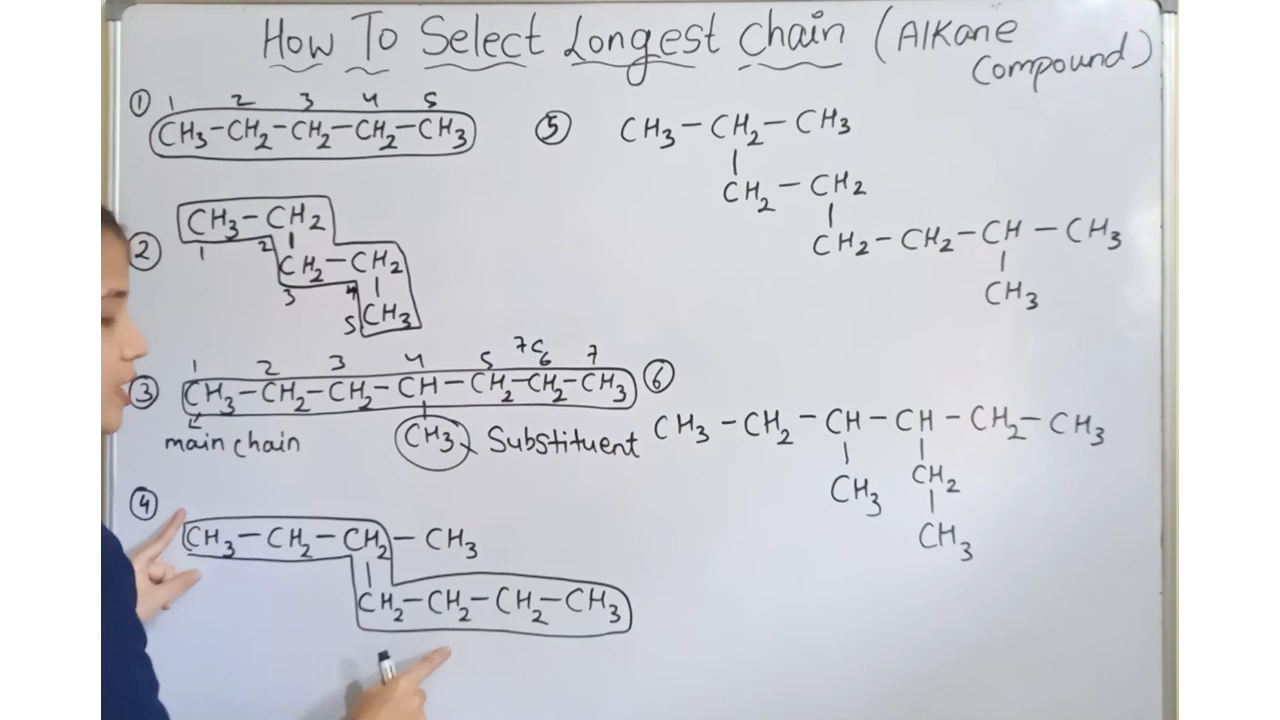 How To Select Longest Chain (Alkane
Compound)
① 1 2 3 4 5
CH3-CH2-CH2-CH2-CH3
②
CH3-CH2
1 2
CH2-CH2
3 4
5 CH3
1 2 3 4 5 7C 6 7
③ CH3-CH2-CH2-CH-CH2-CH2-CH3
main chain
CH3 Substituent
④
CH3-CH2-CH2-CH3
CH2-CH2-CH2-CH3
⑤ CH3-CH2-CH3
CH2-CH2
CH2-CH2-CH-CH3
CH3
⑥
CH3-CH2-CH-CH-CH2-CH3
CH3 CH2
CH3